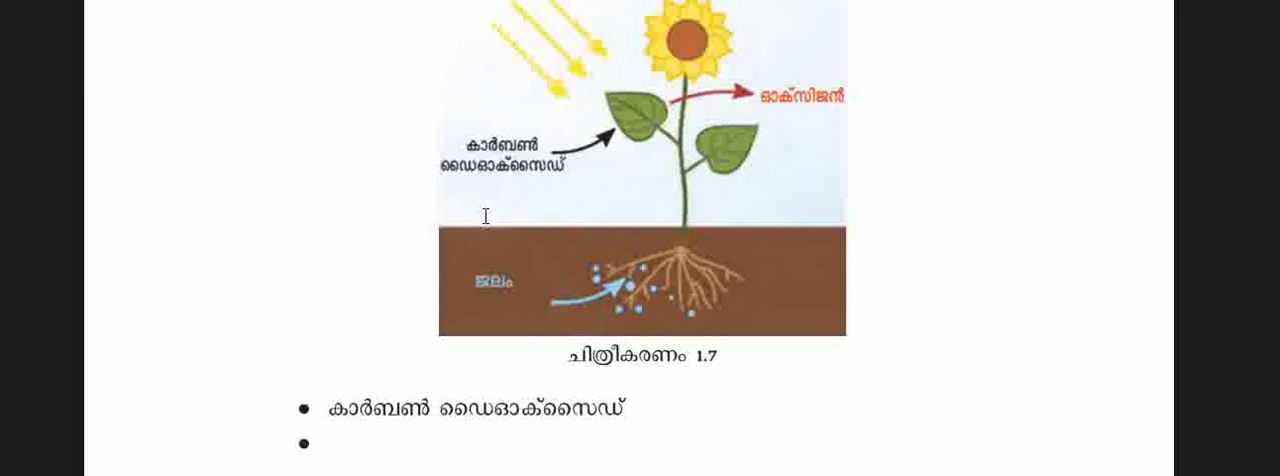 ഓക്സിജൻ
കാർബൺ
ഡൈഓക്സൈഡ്
ജലം
ചിത്രീകരണം 1.7
• കാർബൺ ഡൈഓക്സൈഡ്
•